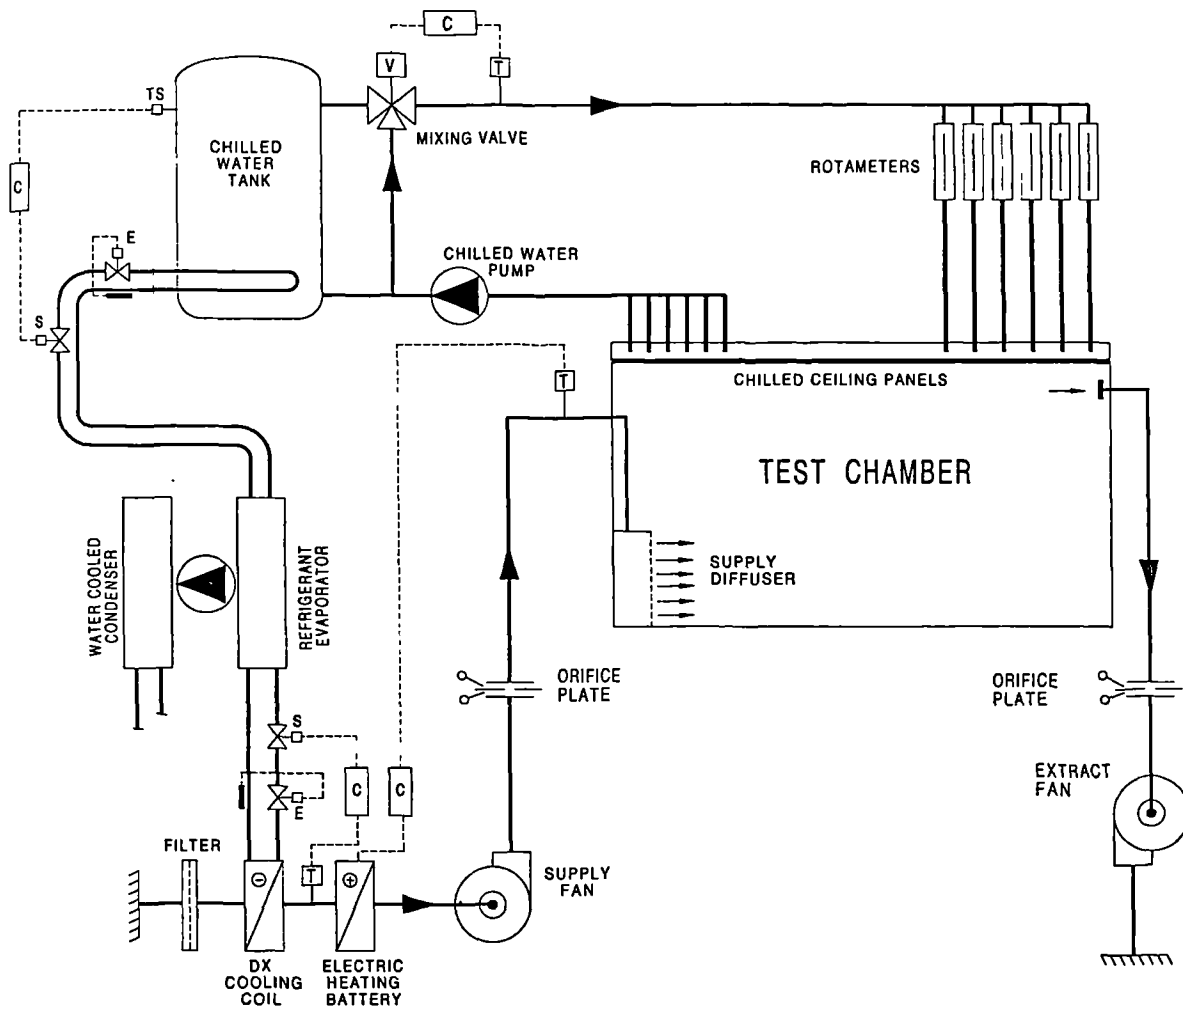 C
V
T
TS
MIXING VALVE
CHILLED
WATER
TANK
ROTAMETERS
C
E
CHILLED WATER
PUMP
S
T
CHILLED CEILING PANELS
TEST CHAMBER
SUPPLY
DIFFUSER
WATER COOLED
CONDENSER
REFRIGERANT
EVAPORATOR
ORIFICE
PLATE
ORIFICE
PLATE
S
C
C
E
EXTRACT
FAN
FILTER
T
SUPPLY
FAN
DX
COOLING
COIL
ELECTRIC
HEATING
BATTERY